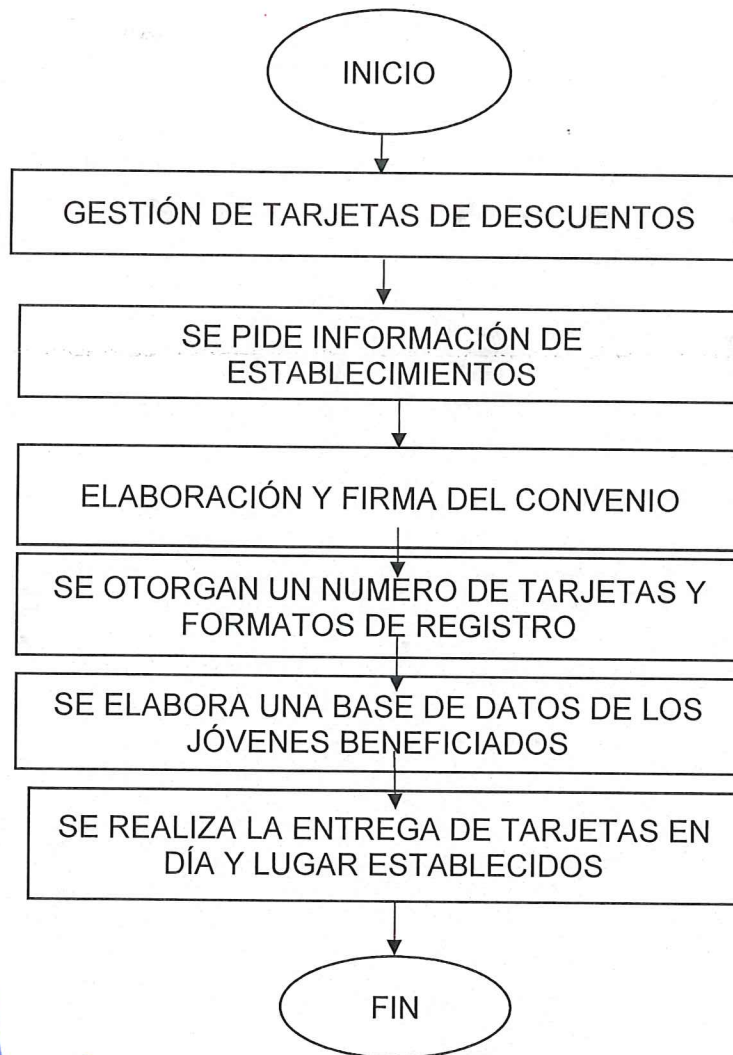 INICIO
GESTIÓN DE TARJETAS DE DESCUENTOS
SE PIDE INFORMACIÓN DE
ESTABLECIMIENTOS
ELABORACIÓN Y FIRMA DEL CONVENIO
SE OTORGAN UN NUMERO DE TARJETAS Y
FORMATOS DE REGISTRO
SE ELABORA UNA BASE DE DATOS DE LOS
JÓVENES BENEFICIADOS
SE REALIZA LA ENTREGA DE TARJETAS EN
DÍA Y LUGAR ESTABLECIDOS
FIN